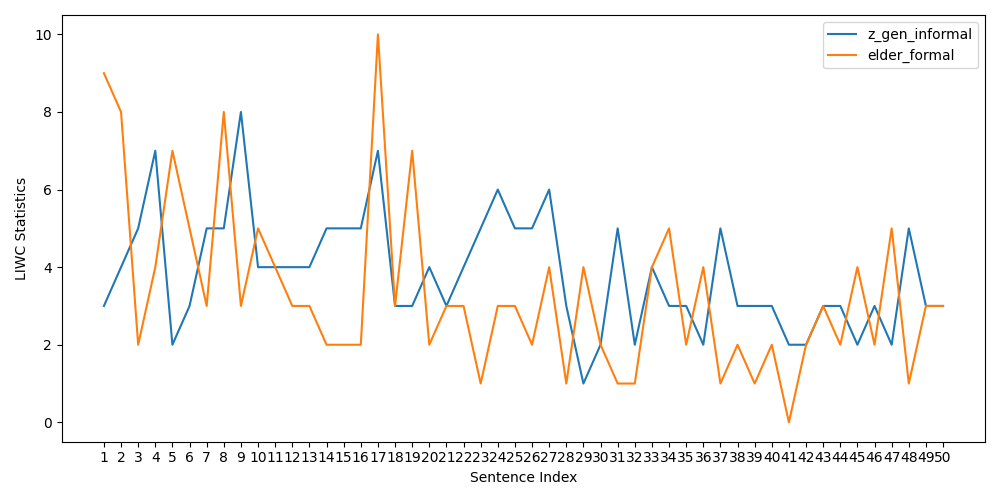 z_gen_informal
elder_formal
10
8
6
4
2
0
LIWC Statistics
1 2 3 4 5 6 7 8 9 10 11 12 13 14 15 16 17 18 19 20 21 22 23 24 25 26 27 28 29 30 31 32 33 34 35 36 37 38 39 40 41 42 43 44 45 46 47 48 49 50
Sentence Index